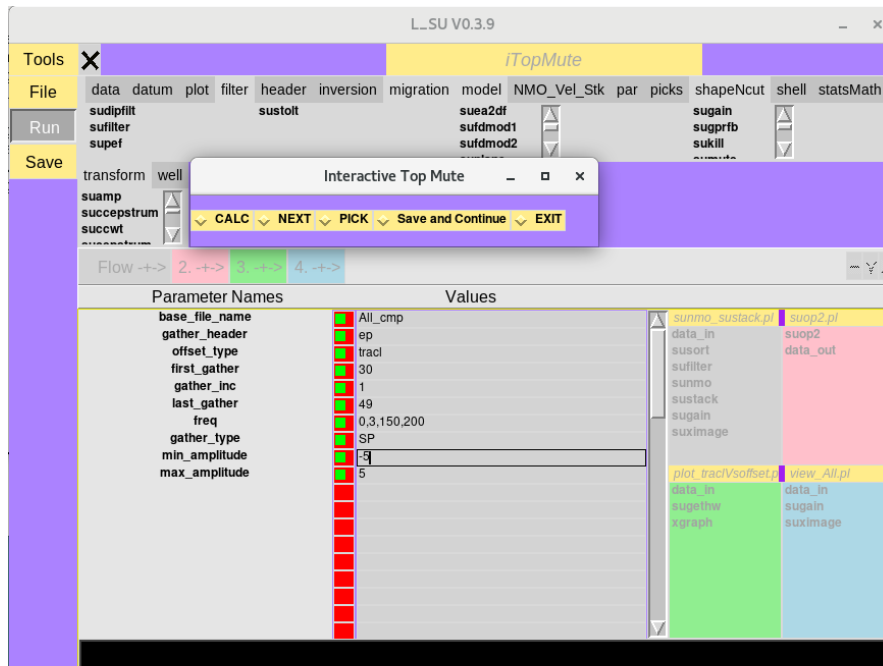 L_SU V0.3.9
Tools
iTopMute
File
data datum plot filter header inversion migration model NMO_Vel_Stk par picks shapeNcut shell statsMath
Run
sudipfilt
sufilter
supef
sustolt
suea2df
sufdmod1
sufdmod2
sugain
sugprfb
sukill
Save
transform well
suamp
succepstrum
succwt
Interactive Top Mute
CALC NEXT PICK Save and Continue EXIT
Flow -+-> 2. -+-> 3. -+-> 4. -+->
Parameter Names Values
base_file_name All_cmp
gather_header ep
offset_type tracl
first_gather 30
gather_inc 1
last_gather 49
freq 0,3,150,200
gather_type SP
min_amplitude -5
max_amplitude 5
sunmo_sustack.pl
data_in
susort
sufilter
sunmo
sustack
sugain
suximage
suop2.pl
suop2
data_out
plot_traclVsoffset.p
data_in
sugethw
xgraph
view_All.pl
data_in
sugain
suximage